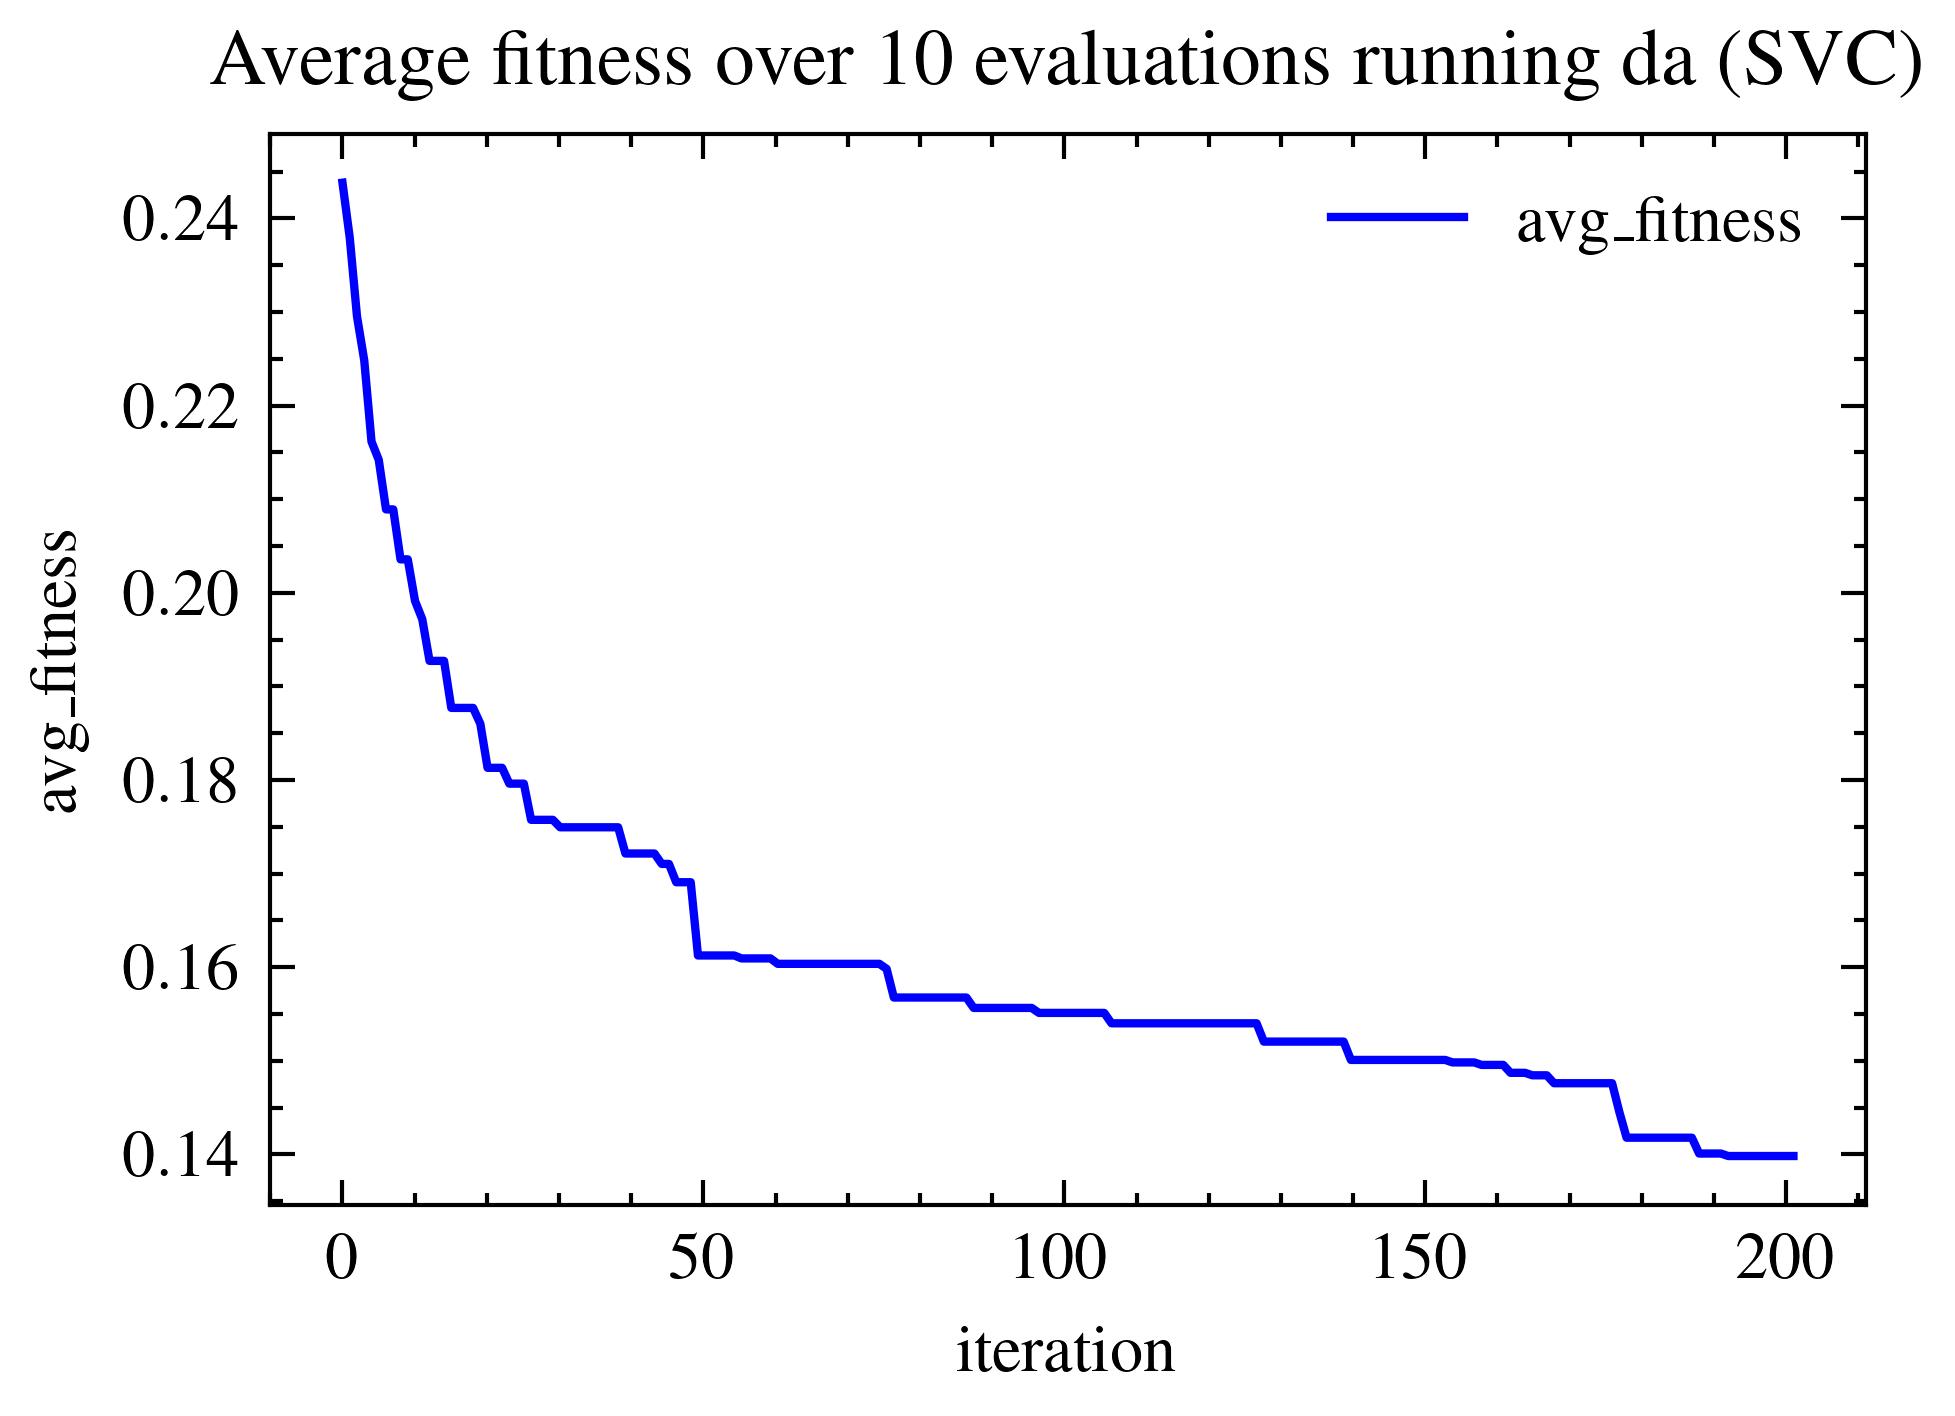 Average fitness over 10 evaluations running da (SVC)
avg_fitness
0.24
0.22
0.20
0.18
0.16
0.14
avg_fitness
0 50 100 150 200
iteration